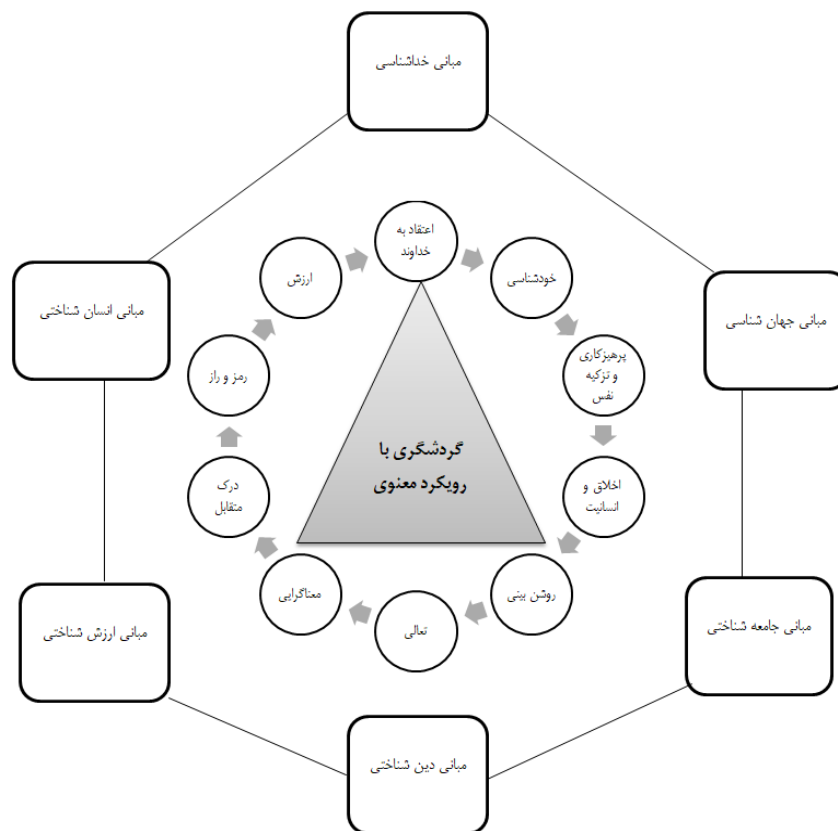 مبانی خداشناسی
مبانی جهان شناسی
مبانی جامعه شناختی
مبانی دین شناختی
مبانی ارزش شناختی
مبانی انسان شناختی
اعتقاد به
خداوند
خودشناسی
پرهیزکاری
و تزکیه
نفس
اخلاق و
انسانیت
روشن بینی
تعالی
معناگرایی
درک
متقابل
رمز و راز
ارزش
گردشگری با
رویکرد معنوی